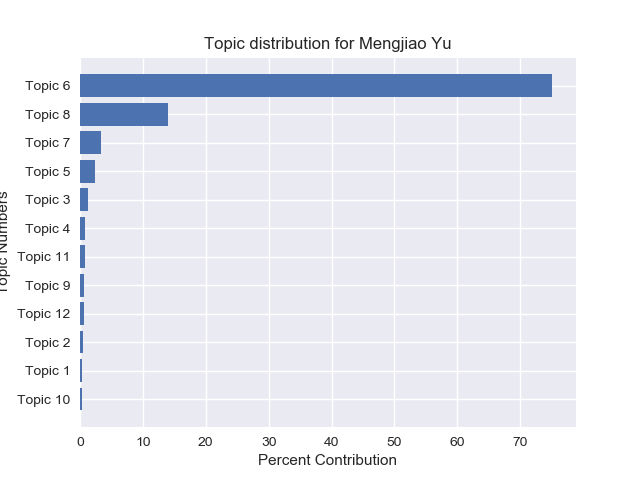 Topic distribution for Mengjiao Yu
Topic 6
Topic 8
Topic 7
Topic 5
Topic 3
Topic 4
Topic 11
Topic 9
Topic 12
Topic 2
Topic 1
Topic 10
Topic Numbers
0 10 20 30 40 50 60 70
Percent Contribution